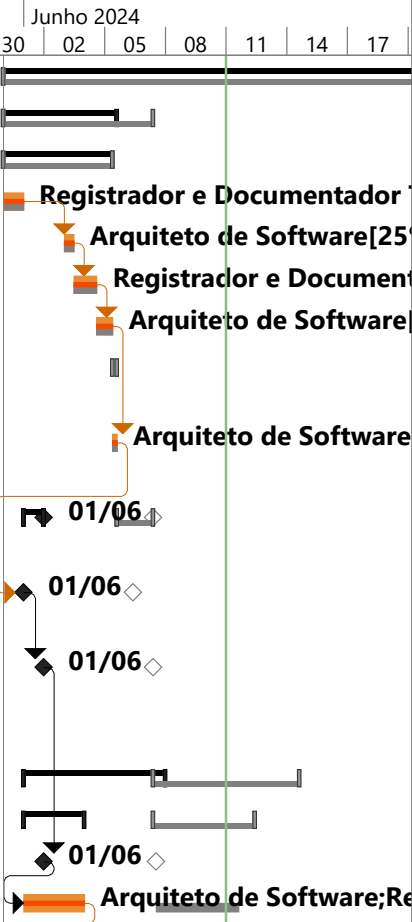 Junho 2024
30 02 05 08 11 14 17
Registrador e Documentador
Arquiteto de Software[25%
Registrador e Document
Arquiteto de Software[
Arquiteto de Software
01/06
01/06
01/06
01/06
Arquiteto de Software;Re